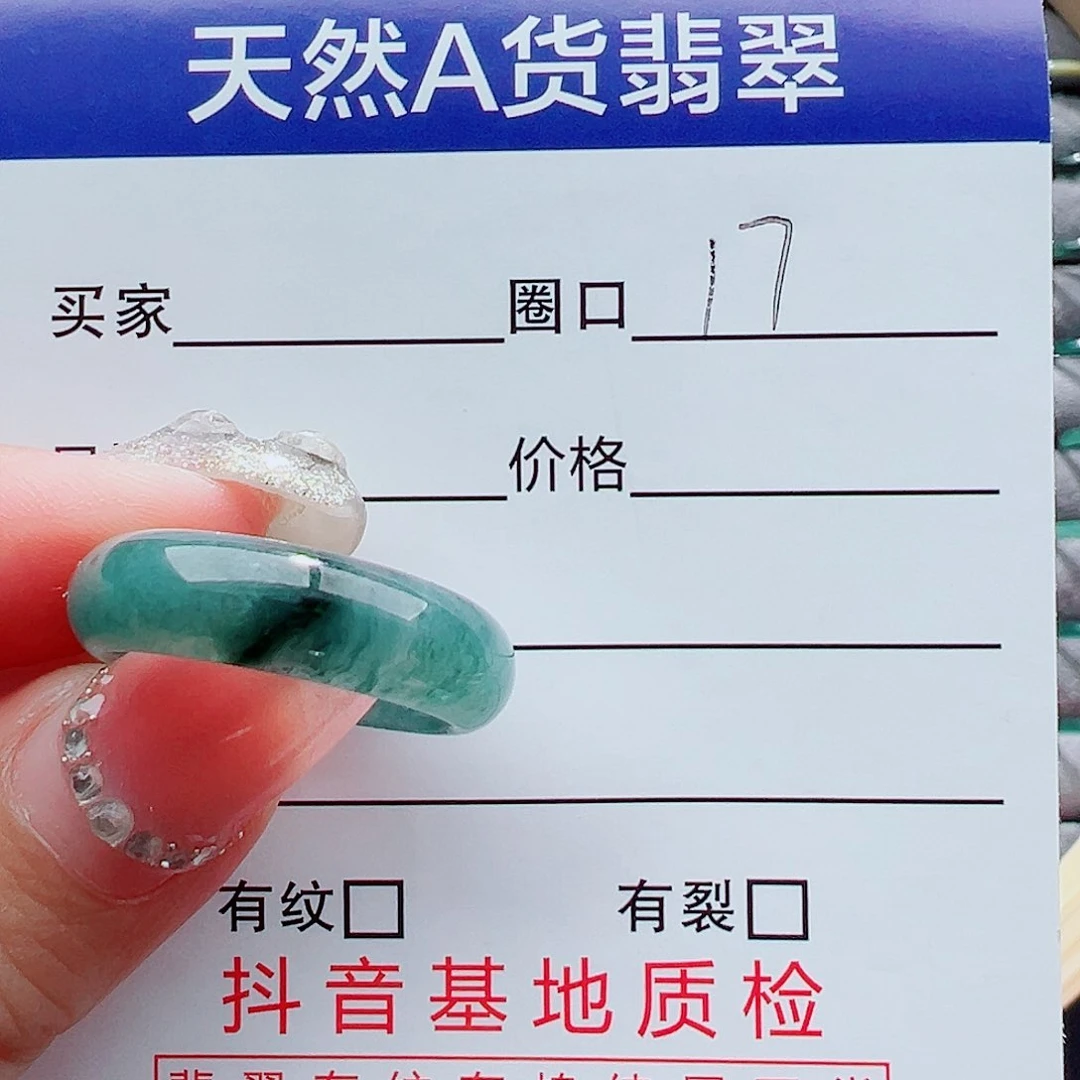 天然A货翡翠
买家 圈口 17
价格
有纹 有裂
抖音基地质检